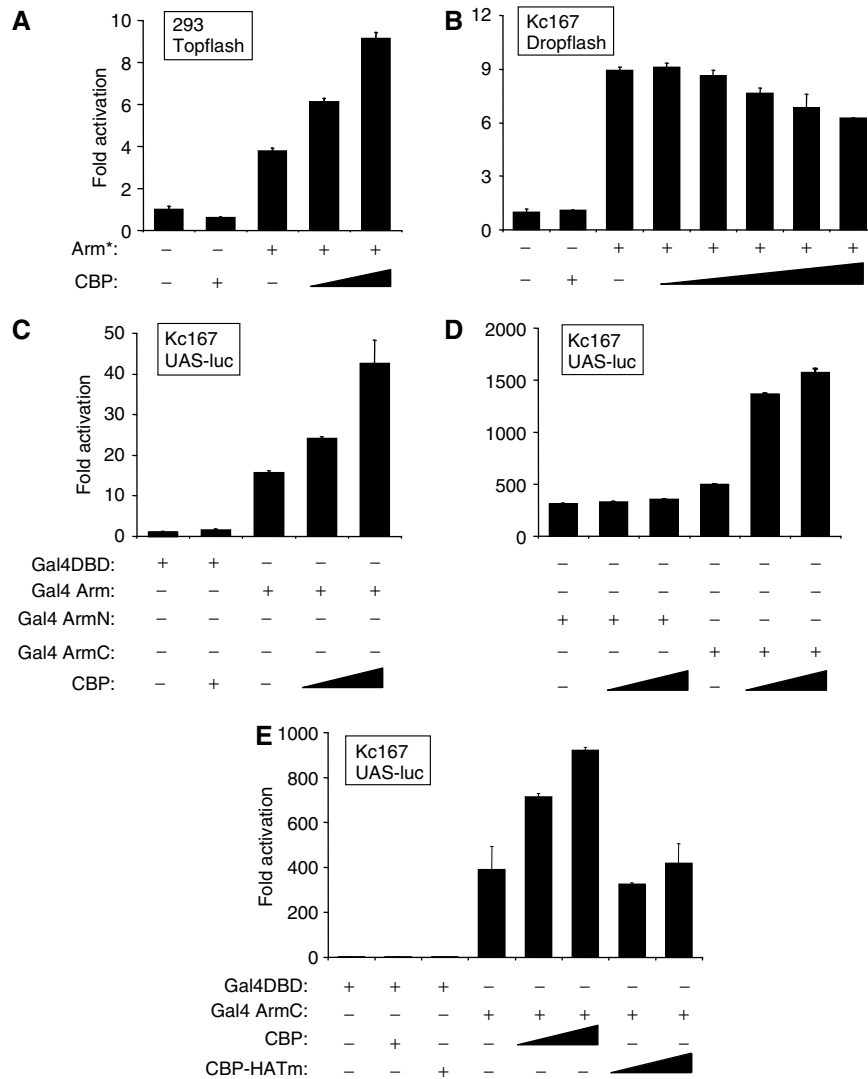 A
293
Topflash
Fold activation
10
8
6
4
2
0
Arm*: – – + + +
CBP: – + –
B
Kc167
Dropflash
12
9
6
3
0
– – + + + + + +
– + –
C
Kc167
UAS-luc
Fold activation
50
40
30
20
10
0
Gal4DBD: + + – – –
Gal4 Arm: – – + + +
Gal4 ArmN: – – – – –
Gal4 ArmC: – – – – –
CBP: – + –
D
Kc167
UAS-luc
2000
1500
1000
500
0
– – – – – –
– – – – – –
+ + + – – –
– – – + + +
– –
E
Kc167
UAS-luc
Fold activation
1000
800
600
400
200
0
Gal4DBD: + + + – – – – –
Gal4 ArmC: – – – + + + + +
CBP: – + – – – –
CBP-HATm: – – + – – –